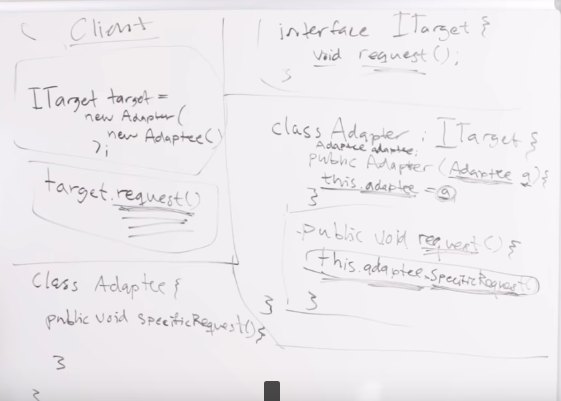 Client
ITarget target =
new Adapter(
new Adaptee()
);
target.request()
class Adaptee {
public void specificRequest() {
}
}
interface ITarget {
void request();
}
class Adapter : ITarget {
Adaptee adaptee;
public Adapter (Adaptee a) {
this.adaptee = a
}
public void request() {
this.adaptee.specificRequest()
}
}